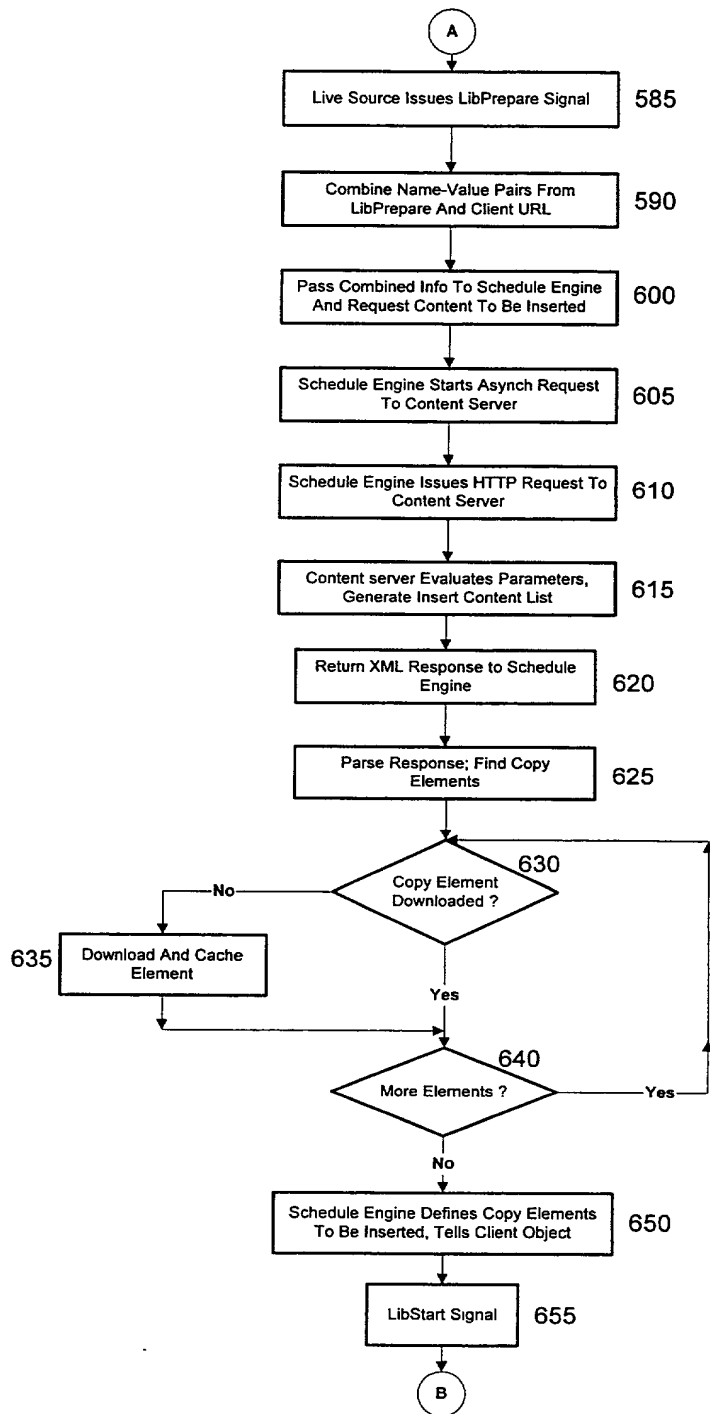 A
Live Source Issues LibPrepare Signal
585
Combine Name-Value Pairs From
LibPrepare And Client URL
590
Pass Combined Info To Schedule Engine
And Request Content To Be Inserted
600
Schedule Engine Starts Asynch Request
To Content Server
605
Schedule Engine Issues HTTP Request To
Content Server
610
Content server Evaluates Parameters,
Generate Insert Content List
615
Return XML Response to Schedule
Engine
620
Parse Response; Find Copy
Elements
625
630
Copy Element
Downloaded ?
No
635
Download And Cache
Element
Yes
640
More Elements ?
Yes
No
Schedule Engine Defines Copy Elements
To Be Inserted, Tells Client Object
650
LibStart Signal
655
B